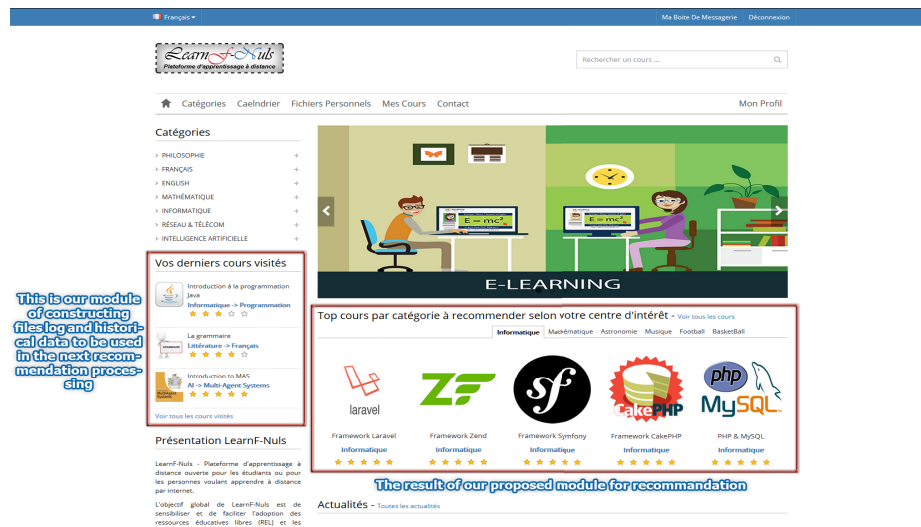 Français
Ma Boite De Messagerie Déconnexion
LearnF-Nuls
Plateforme d'apprentissage à distance
Rechercher un cours ...
Catégories Caelndrier Fichiers Personnels Mes Cours Contact Mon Profil
Catégories
> PHILOSOPHIE +
> FRANÇAIS +
> ENGLISH +
> MATHÉMATIQUE +
> INFORMATIQUE +
> RÉSEAU & TÉLÉCOM +
> INTELLIGENCE ARTIFICIELLE +
E = mc²
E = mc²
E-LEARNING
This is our module
of constructing
files log and histori-
cal data to be used
in the next recom-
mendation proces-
sing
Vos derniers cours visités
Introduction à la programmation
Java
Informatique -> Programmation
La grammaire
Littérature -> Français
Introduction to MAS
AI -> Multi-Agent Systems
Voir tous les cours visités
Top cours par catégorie à recommender selon votre centre d'intérêt - Voir tous les cours
Informatique Mathématique Astronomie Musique Football BasketBall
laravel
ZF
sf
CakePHP
php
MySQL
Framework Laravel Framework Zend Framework Symfony Framework CakePHP PHP & MySQL
Informatique Informatique Informatique Informatique Informatique
The result of our proposed module for recommandation
Présentation LearnF-Nuls
LearnF-Nuls - Plateforme d'apprentissage à
distance ouverte pour les étudiants ou pour
les personnes voulant apprendre à distance
par internet.
L'objectif global de LearnF-Nuls est de
sensibiliser et de faciliter l'adoption des
ressources éducatives libres (REL) et les
Actualités - Toutes les actualités